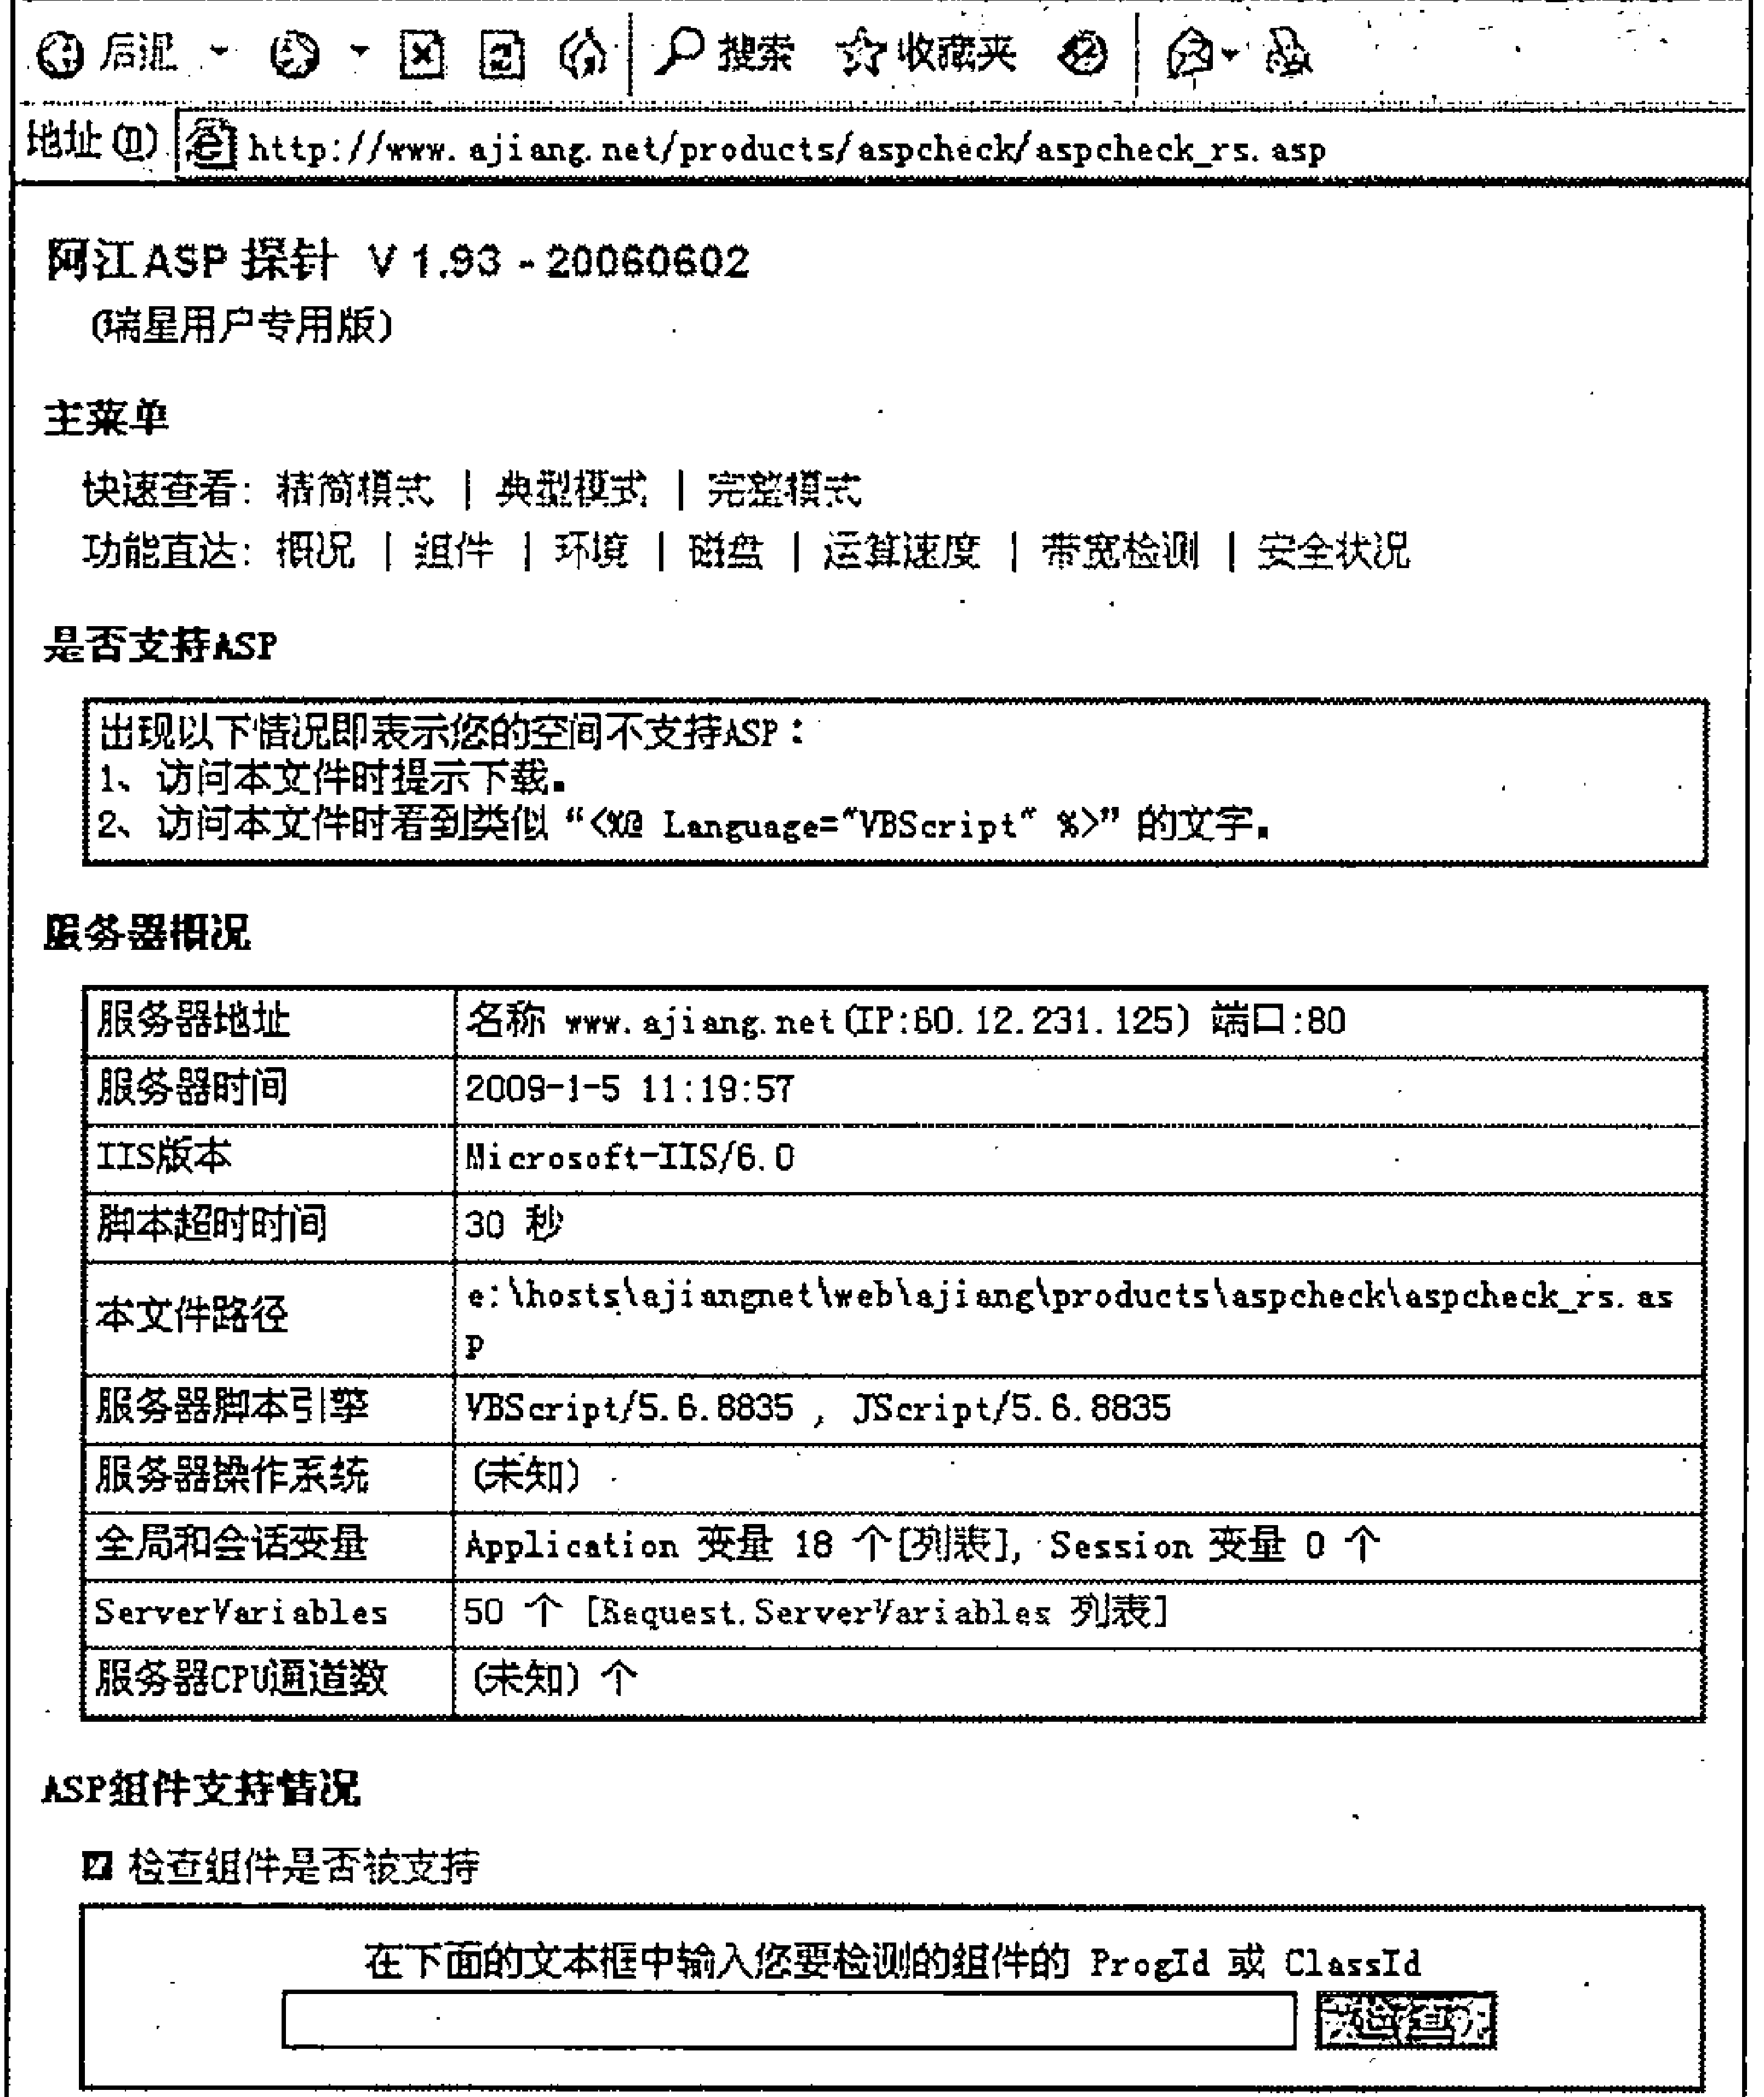 后退 搜索 收藏夹
地址(D) http://www.ajiang.net/products/aspcheck/aspcheck_rs.asp
阿江ASP探针 V 1.93 - 20060602
(瑞星用户专用版)
主菜单
快速查看: 精简模式 | 典型模式 | 完整模式
功能直达: 概况 | 组件 | 环境 | 磁盘 | 运算速度 | 带宽检测 | 安全状况
是否支持ASP
出现以下情况即表示您的空间不支持ASP：
1、访问本文件时提示下载。
2、访问本文件时看到类似“<%@ Language="VBScript" %>”的文字。
服务器概况
服务器地址 名称 www.ajiang.net(IP:60.12.231.125) 端口:80
服务器时间 2009-1-5 11:19:57
IIS版本 Microsoft-IIS/6.0
脚本超时时间 30 秒
本文件路径 e:\hosts\ajiangnet\web\ajiang\products\aspcheck\aspcheck_rs.as
p
服务器脚本引擎 VBScript/5.6.8835 , JScript/5.6.8835
服务器操作系统 (未知)
全局和会话变量 Application 变量 18 个[列表], Session 变量 0 个
ServerVariables 50 个 [Request.ServerVariables 列表]
服务器CPU通道数 (未知) 个
ASP组件支持情况
检查组件是否被支持
在下面的文本框中输入您要检测的组件的 ProgId 或 ClassId